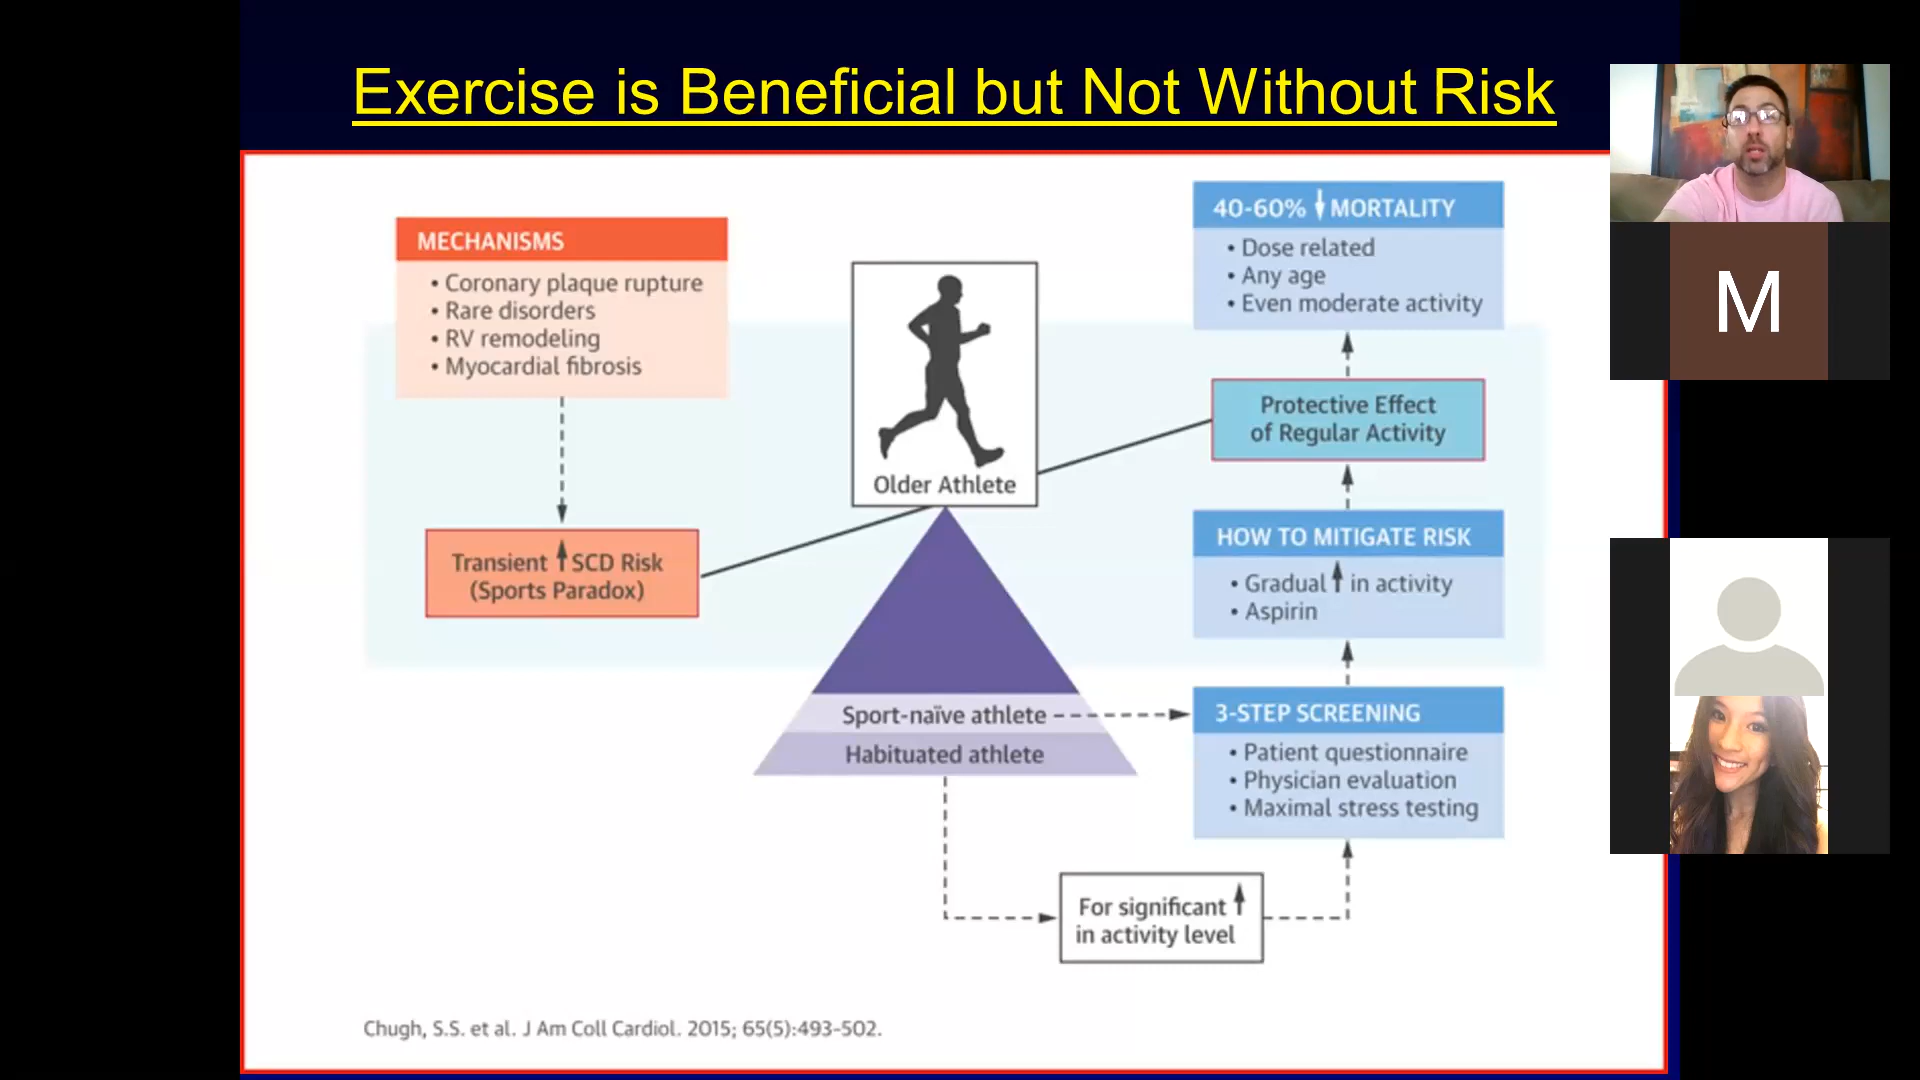 Exercise is Beneficial but Not Without Risk
MECHANISMS
• Coronary plaque rupture
• Rare disorders
• RV remodeling
• Myocardial fibrosis
Transient ↑ SCD Risk
(Sports Paradox)
Older Athlete
Sport-naïve athlete
Habituated athlete
For significant ↑
in activity level
40-60% ↓ MORTALITY
• Dose related
• Any age
• Even moderate activity
Protective Effect
of Regular Activity
HOW TO MITIGATE RISK
• Gradual ↑ in activity
• Aspirin
3-STEP SCREENING
• Patient questionnaire
• Physician evaluation
• Maximal stress testing
Chugh, S.S. et al. J Am Coll Cardiol. 2015; 65(5):493-502.
M